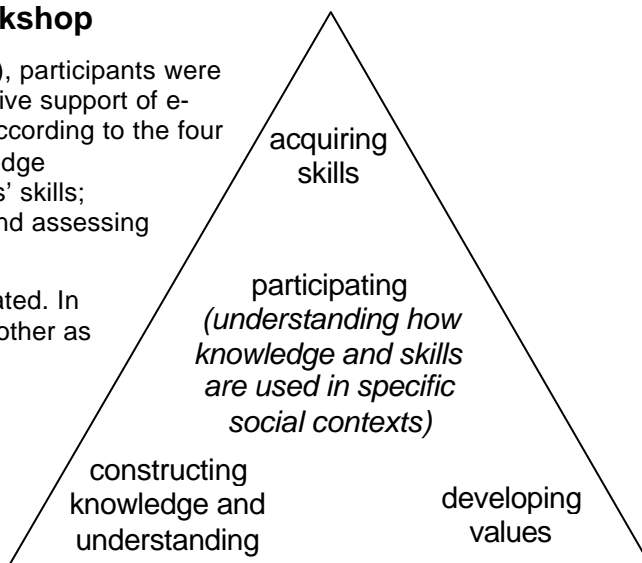 kshop
), participants were
ive support of e-
ccording to the four
dge
s' skills;
nd assessing
ated. In
other as
acquiring
skills
participating
(understanding how
knowledge and skills
are used in specific
social contexts)
constructing
knowledge and
understanding
developing
values